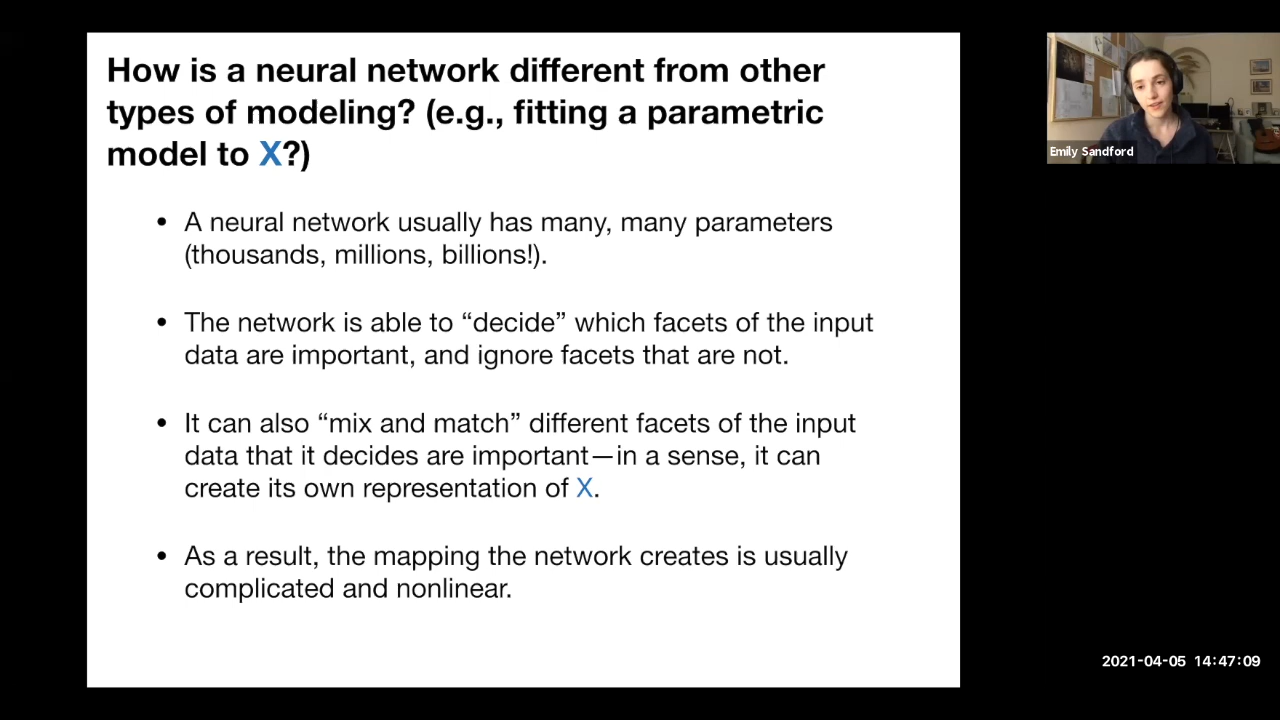 How is a neural network different from other
types of modeling? (e.g., fitting a parametric
model to X?)
• A neural network usually has many, many parameters
(thousands, millions, billions!).
• The network is able to “decide” which facets of the input
data are important, and ignore facets that are not.
• It can also “mix and match” different facets of the input
data that it decides are important—in a sense, it can
create its own representation of X.
• As a result, the mapping the network creates is usually
complicated and nonlinear.
Emily Sandford
2021-04-05 14:47:09